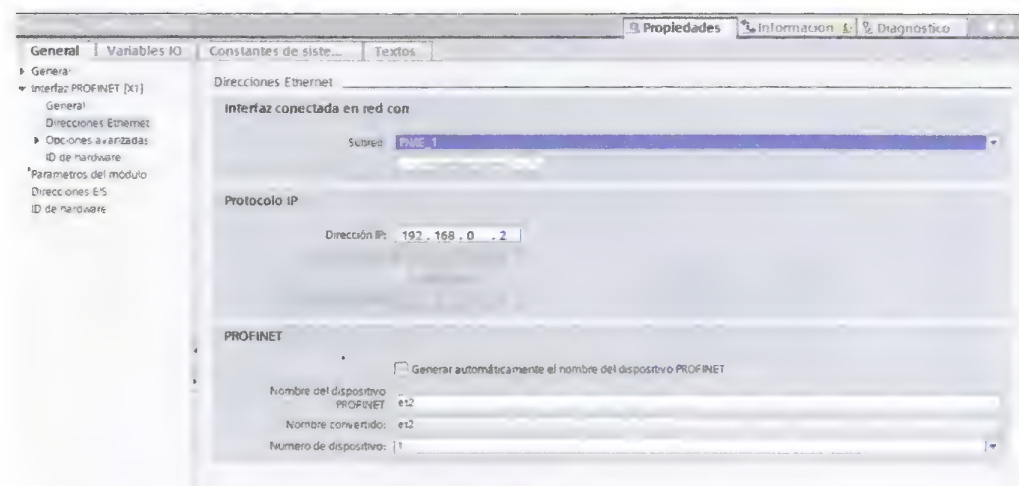 Propiedades Información Diagnóstico
General Variables IO Constantes de siste... Textos
General
Interfaz PROFINET [X1]
General
Direcciones Ethernet
Opciones avanzadas
ID de hardware
Parametros del módulo
Direcciones E/S
ID de hardware
Direcciones Ethernet
Interfaz conectada en red con
Subred: PN/IE_1
Protocolo IP
Dirección IP: 192 . 168 . 0 . 2
PROFINET
Generar automáticamente el nombre del dispositivo PROFINET
Nombre del dispositivo
PROFINET et2
Nombre convertido: et2
Numero de dispositivo: 1